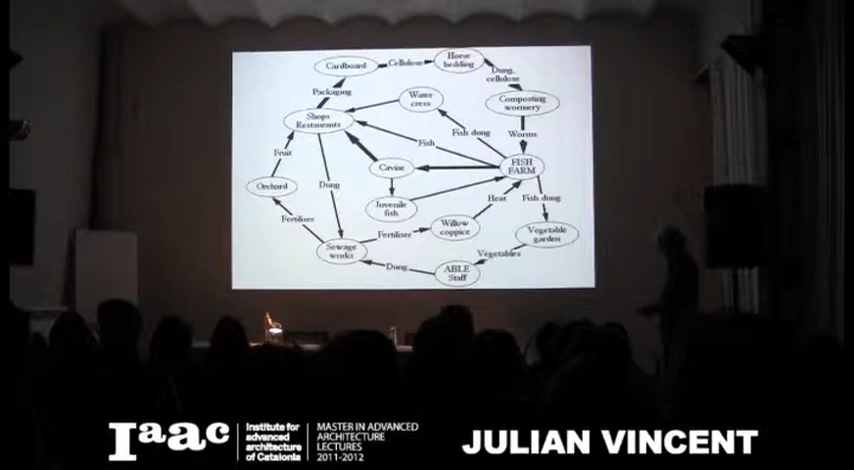 Cardboard
Cellulose
Horse
bedding
Dung,
cellulose
Packaging
Water
cress
Composting
wormery
Shops
Restaurants
Fish dung
Worms
Fish
Fruit
Caviar
FISH
FARM
Orchard
Dung
Juvenile
fish
Heat
Fish dung
Fertiliser
Fertiliser
Willow
coppice
Vegetable
garden
Sewage
works
Vegetables
Dung
ABLE
Staff
Iaac
Institute for
advanced
architecture
of Catalonia
MASTER IN ADVANCED
ARCHITECTURE
LECTURES
2011-2012
JULIAN VINCENT